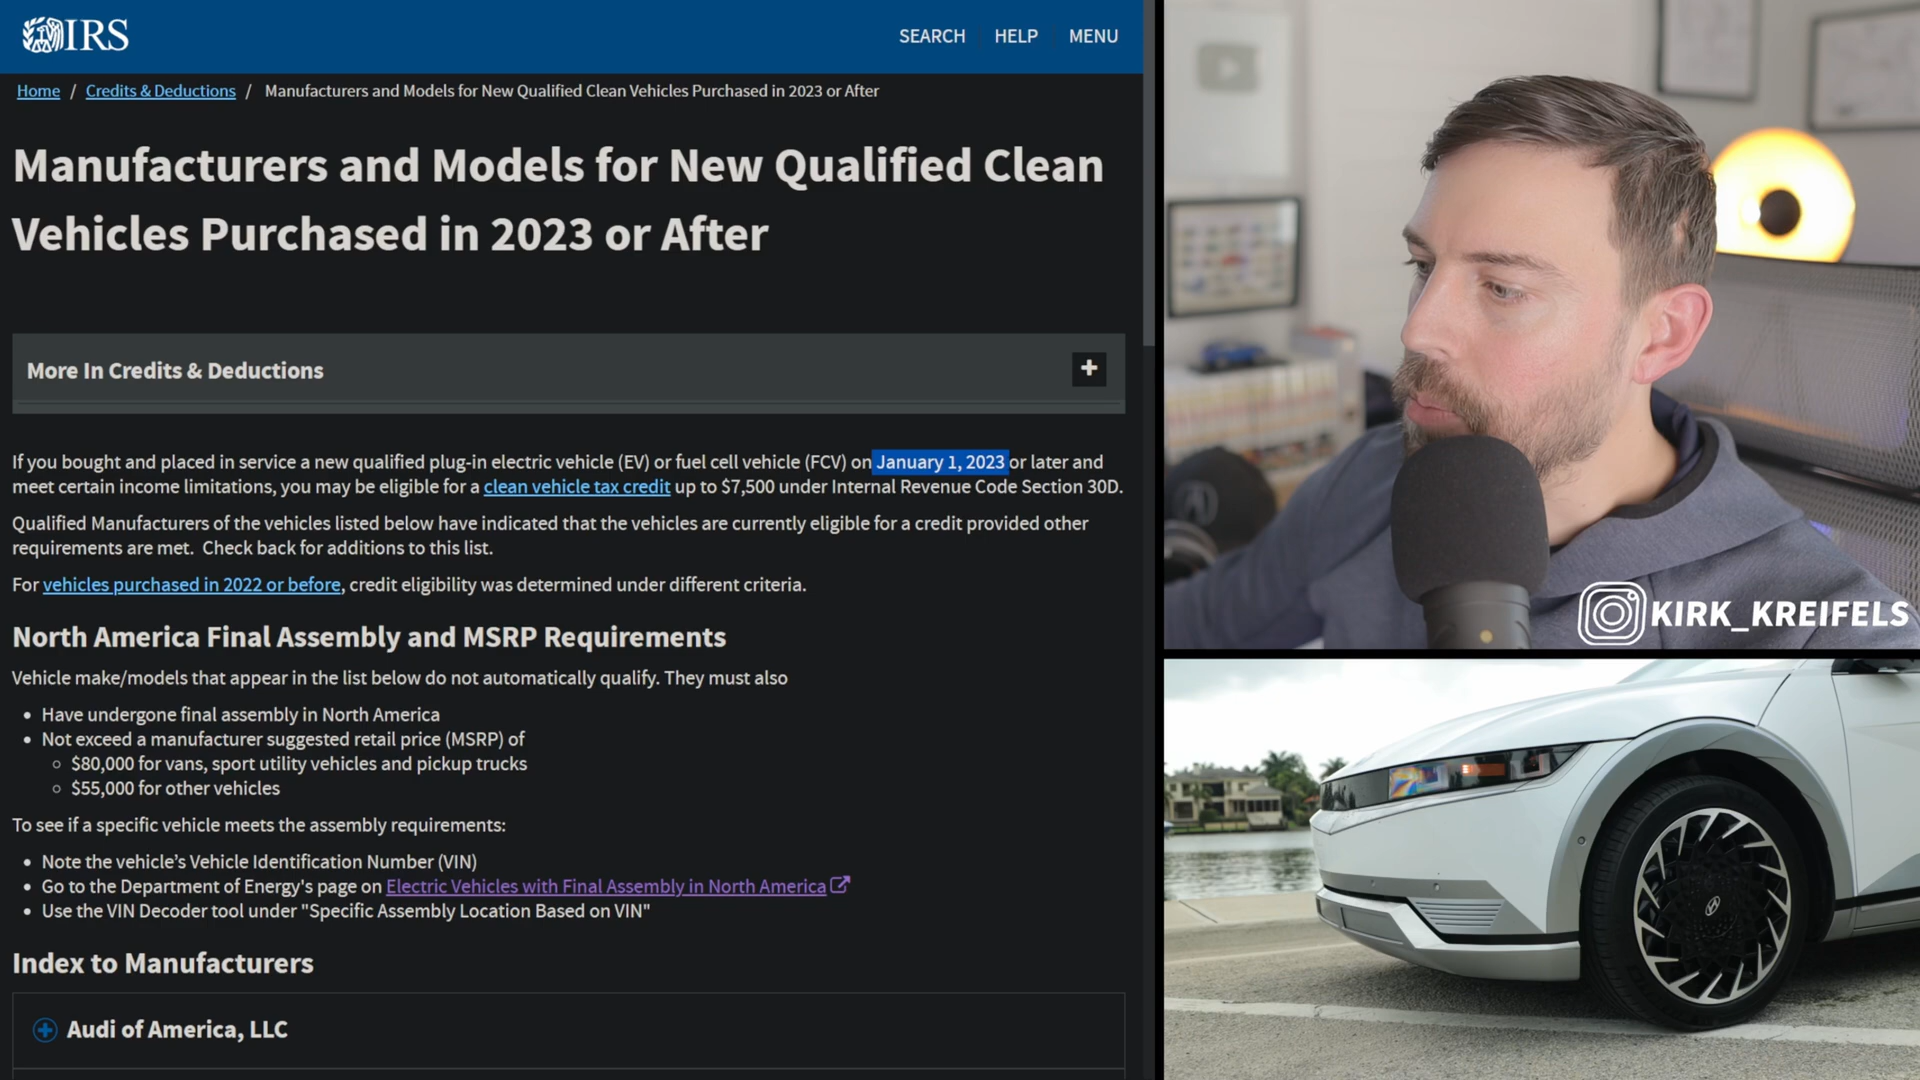 IRS
SEARCH HELP MENU
Home / Credits & Deductions / Manufacturers and Models for New Qualified Clean Vehicles Purchased in 2023 or After
Manufacturers and Models for New Qualified Clean
Vehicles Purchased in 2023 or After
More In Credits & Deductions
If you bought and placed in service a new qualified plug-in electric vehicle (EV) or fuel cell vehicle (FCV) on January 1, 2023 or later and
meet certain income limitations, you may be eligible for a clean vehicle tax credit up to $7,500 under Internal Revenue Code Section 30D.
Qualified Manufacturers of the vehicles listed below have indicated that the vehicles are currently eligible for a credit provided other
requirements are met. Check back for additions to this list.
For vehicles purchased in 2022 or before, credit eligibility was determined under different criteria.
North America Final Assembly and MSRP Requirements
Vehicle make/models that appear in the list below do not automatically qualify. They must also
• Have undergone final assembly in North America
• Not exceed a manufacturer suggested retail price (MSRP) of
◦ $80,000 for vans, sport utility vehicles and pickup trucks
◦ $55,000 for other vehicles
To see if a specific vehicle meets the assembly requirements:
• Note the vehicle's Vehicle Identification Number (VIN)
• Go to the Department of Energy's page on Electric Vehicles with Final Assembly in North America
• Use the VIN Decoder tool under "Specific Assembly Location Based on VIN"
Index to Manufacturers
Audi of America, LLC
KIRK_KREIFELS